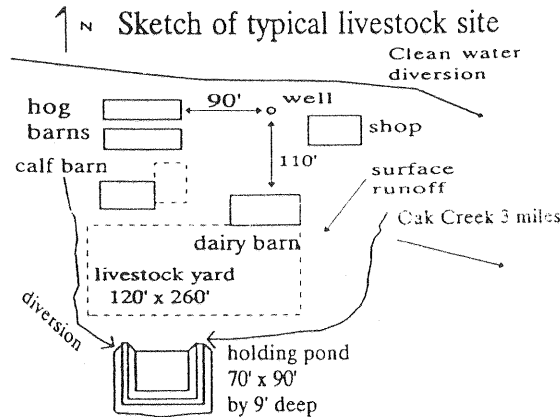 N Sketch of typical livestock site
Clean water
diversion
hog
barns
90'
well
shop
calf barn
110'
surface
runoff
Oak Creek 3 miles
dairy barn
livestock yard
120' x 260'
diversion
holding pond
70' x 90'
by 9' deep